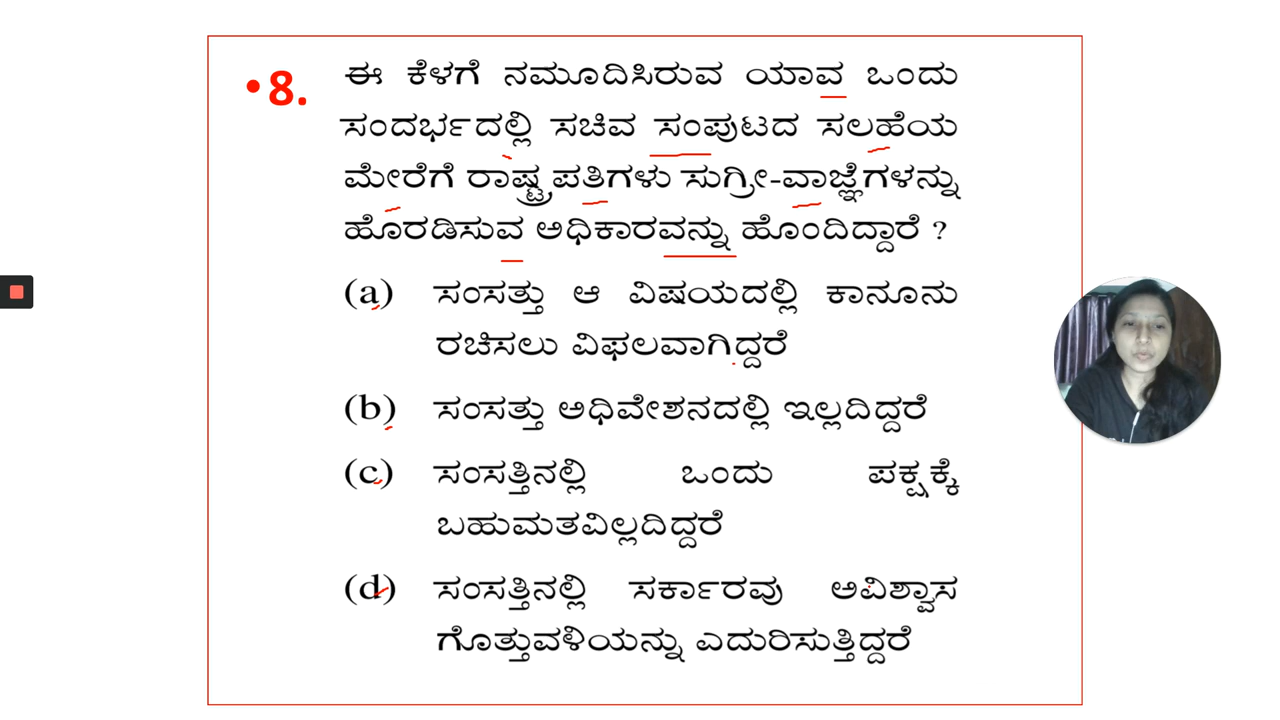 •8. ಈ ಕೆಳಗೆ ನಮೂದಿಸಿರುವ ಯಾವ ಒಂದು
ಸಂದರ್ಭದಲ್ಲಿ ಸಚಿವ ಸಂಪುಟದ ಸಲಹೆಯ
ಮೇರೆಗೆ ರಾಷ್ಟ್ರಪತಿಗಳು ಸುಗ್ರೀ-ವಾಜ್ಞೆಗಳನ್ನು
ಹೊರಡಿಸುವ ಅಧಿಕಾರವನ್ನು ಹೊಂದಿದ್ದಾರೆ ?
(a) ಸಂಸತ್ತು ಆ ವಿಷಯದಲ್ಲಿ ಕಾನೂನು
ರಚಿಸಲು ವಿಫಲವಾಗಿದ್ದರೆ
(b) ಸಂಸತ್ತು ಅಧಿವೇಶನದಲ್ಲಿ ಇಲ್ಲದಿದ್ದರೆ
(c) ಸಂಸತ್ತಿನಲ್ಲಿ ಒಂದು ಪಕ್ಷಕ್ಕೆ
ಬಹುಮತವಿಲ್ಲದಿದ್ದರೆ
(d) ಸಂಸತ್ತಿನಲ್ಲಿ ಸರ್ಕಾರವು ಅವಿಶ್ವಾಸ
ಗೊತ್ತುವಳಿಯನ್ನು ಎದುರಿಸುತ್ತಿದ್ದರೆ